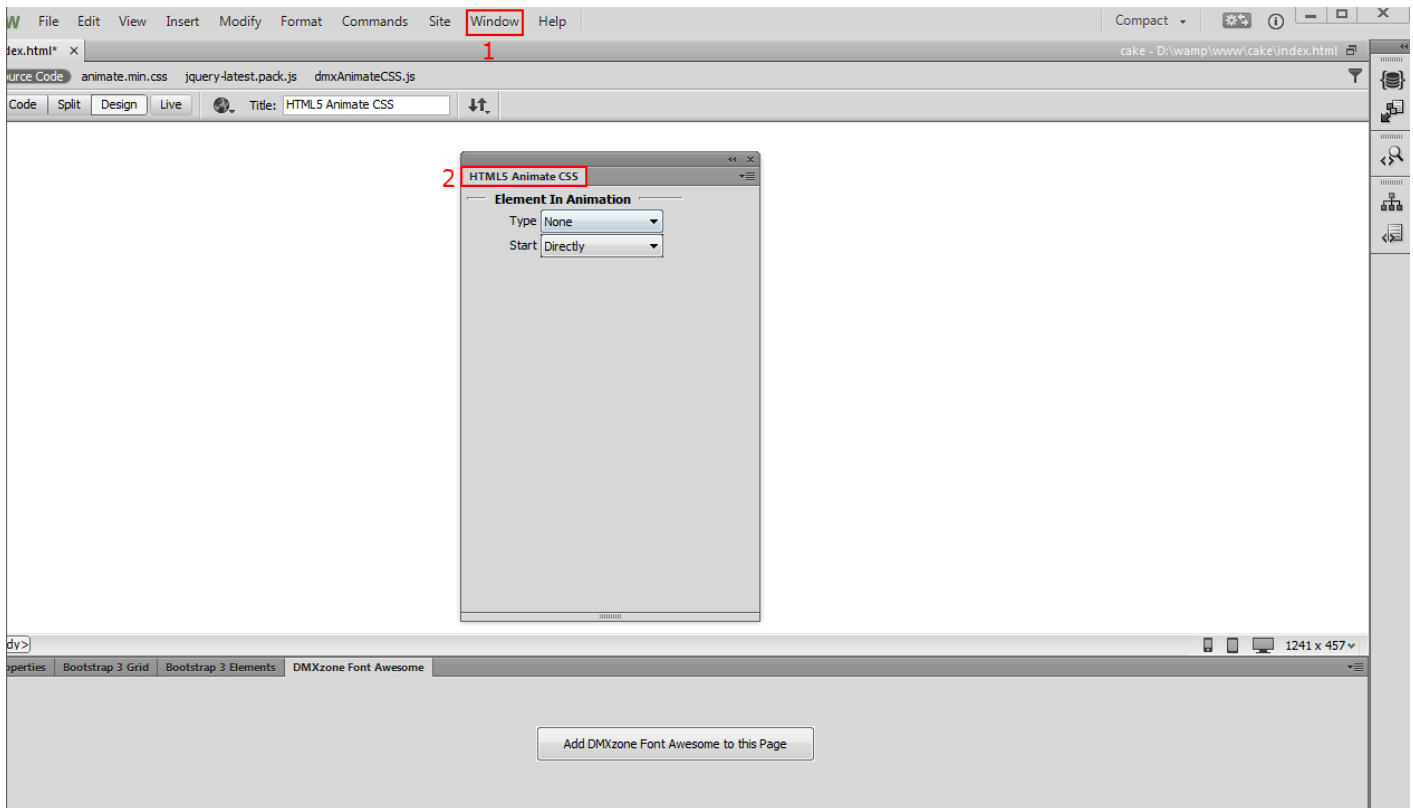 W File Edit View Insert Modify Format Commands Site Window Help Compact
1
dex.html* cake - D:\wamp\www\cake\index.html
urce Code animate.min.css jquery-latest.pack.js dmxAnimateCSS.js
Code Split Design Live Title: HTML5 Animate CSS
2 HTML5 Animate CSS
Element In Animation
Type None
Start Directly
dy> 1241 x 457
operties Bootstrap 3 Grid Bootstrap 3 Elements DMXzone Font Awesome
Add DMXzone Font Awesome to this Page